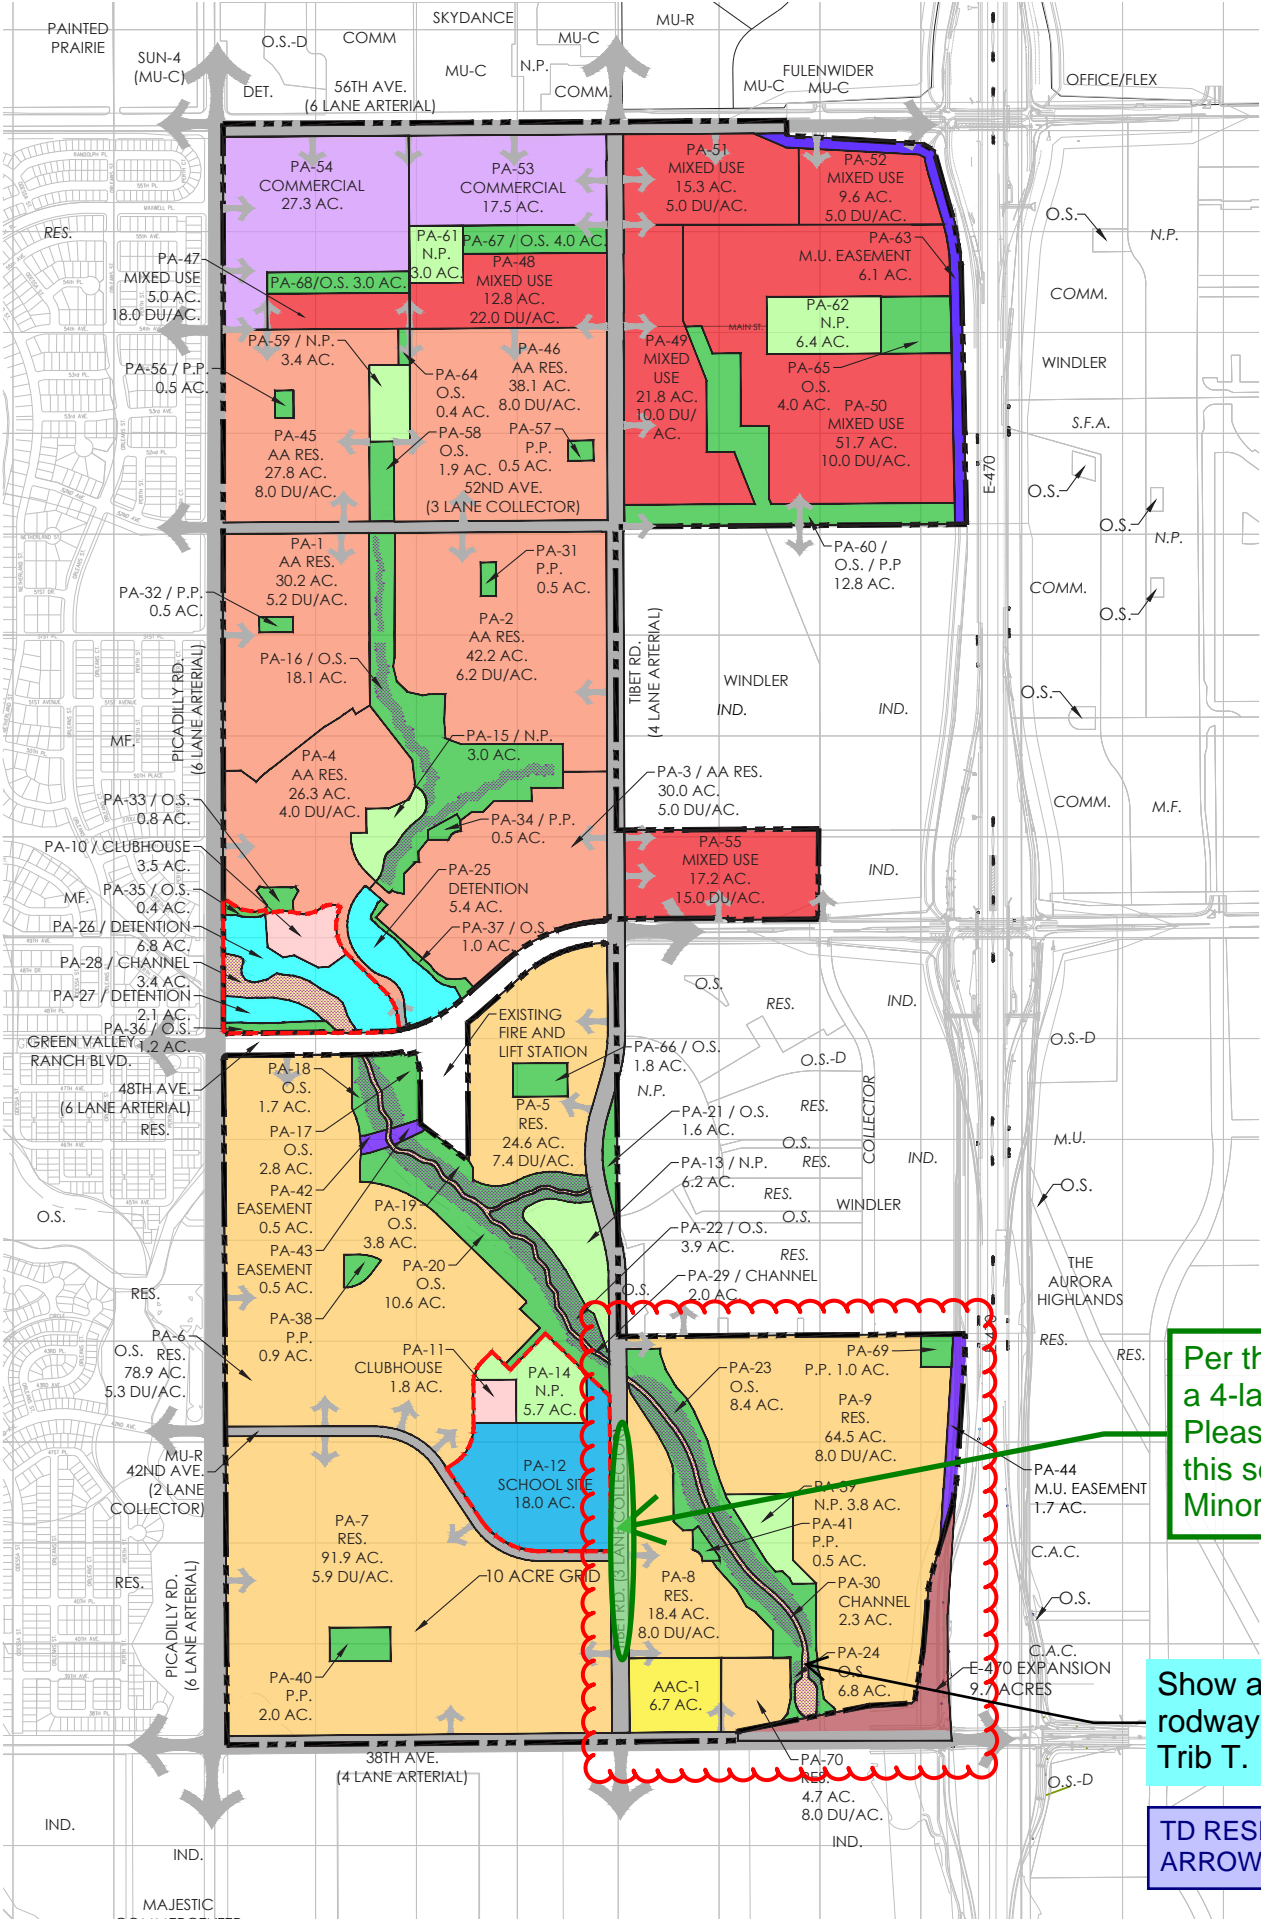 PAINTED
PRAIRIE
SUN-4
(MU-C)
O.S.-D
COMM
SKYDANCE
MU-R
MU-C
MU-C
N.P.
COMM.
DET.
56TH AVE.
(6 LANE ARTERIAL)
FULENWIDER
MU-C
MU-C
OFFICE/FLEX
PA-54
COMMERCIAL
27.3 AC.
PA-53
COMMERCIAL
17.5 AC.
PA-51
MIXED USE
15.3 AC.
5.0 DU/AC.
PA-52
MIXED USE
9.6 AC.
5.0 DU/AC.
RES.
PA-47
MIXED USE
5.0 AC.
18.0 DU/AC.
PA-61
N.P.
3.0 AC.
PA-67 / O.S. 4.0 AC.
PA-68/O.S. 3.0 AC.
PA-48
MIXED USE
12.8 AC.
22.0 DU/AC.
PA-63
M.U. EASEMENT
6.1 AC.
PA-62
N.P.
6.4 AC.
MAIN ST.
PA-65
O.S.
4.0 AC.
PA-49
MIXED
USE
21.8 AC.
10.0 DU/
AC.
PA-50
MIXED USE
51.7 AC.
10.0 DU/AC.
O.S.
N.P.
COMM.
WINDLER
S.F.A.
E-470
O.S.
O.S.
N.P.
COMM.
O.S.
PA-59 / N.P.
3.4 AC.
PA-56 / P.P.
0.5 AC.
PA-64
O.S.
0.4 AC.
PA-46
AA RES.
38.1 AC.
8.0 DU/AC.
PA-45
AA RES.
27.8 AC.
8.0 DU/AC.
PA-58
O.S.
1.9 AC.
PA-57
P.P.
0.5 AC.
52ND AVE.
(3 LANE COLLECTOR)
PA-60 /
O.S. / P.P
12.8 AC.
PA-1
AA RES.
30.2 AC.
5.2 DU/AC.
PA-31
P.P.
0.5 AC.
PA-32 / P.P.
0.5 AC.
PA-2
AA RES.
42.2 AC.
6.2 DU/AC.
PA-16 / O.S.
18.1 AC.
PICADILLY RD.
(6 LANE ARTERIAL)
TIBET RD.
(4 LANE ARTERIAL)
WINDLER
IND.
IND.
O.S.
MF.
PA-15 / N.P.
3.0 AC.
PA-4
AA RES.
26.3 AC.
4.0 DU/AC.
PA-3 / AA RES.
30.0 AC.
5.0 DU/AC.
COMM.
M.F.
PA-33 / O.S.
0.8 AC.
PA-34 / P.P.
0.5 AC.
PA-10 / CLUBHOUSE
3.5 AC.
PA-25
DETENTION
5.4 AC.
PA-55
MIXED USE
17.2 AC.
15.0 DU/AC.
IND.
MF.
PA-35 / O.S.
0.4 AC.
PA-26 / DETENTION
6.8 AC.
PA-37 / O.S.
1.0 AC.
PA-28 / CHANNEL
3.4 AC.
PA-27 / DETENTION
2.1 AC.
PA-36 / O.S.
1.2 AC.
GREEN VALLEY
RANCH BLVD.
EXISTING
FIRE AND
LIFT STATION
O.S.
RES.
IND.
O.S.-D
O.S.-D
48TH AVE.
(6 LANE ARTERIAL)
RES.
PA-18
O.S.
1.7 AC.
PA-66 / O.S.
1.8 AC.
N.P.
PA-5
RES.
24.6 AC.
7.4 DU/AC.
PA-21 / O.S.
1.6 AC.
RES.
COLLECTOR
PA-17
O.S.
2.8 AC.
O.S.
RES.
IND.
M.U.
PA-13 / N.P.
6.2 AC.
RES.
O.S.
PA-42
EASEMENT
0.5 AC.
PA-19
O.S.
3.8 AC.
O.S.
WINDLER
O.S.
PA-22 / O.S.
3.9 AC.
RES.
PA-43
EASEMENT
0.5 AC.
PA-20
O.S.
10.6 AC.
PA-29 / CHANNEL
2.0 AC.
O.S.
THE
AURORA
HIGHLANDS
RES.
PA-38
P.P.
0.9 AC.
PA-6
RES.
78.9 AC.
5.3 DU/AC.
O.S.
PA-11
CLUBHOUSE
1.8 AC.
PA-14
N.P.
5.7 AC.
PA-69
P.P. 1.0 AC.
RES.
RES.
PA-23
O.S.
8.4 AC.
PA-9
RES.
64.5 AC.
8.0 DU/AC.
MU-R
42ND AVE.
(2 LANE
COLLECTOR)
PA-12
SCHOOL SITE
18.0 AC.
PA-44
M.U. EASEMENT
1.7 AC.
PA-39
N.P. 3.8 AC.
PA-41
P.P.
0.5 AC.
PA-7
RES.
91.9 AC.
5.9 DU/AC.
TIBET RD. (3 LANE COLLECTOR)
C.A.C.
O.S.
RES.
10 ACRE GRID
PA-8
RES.
18.4 AC.
8.0 DU/AC.
PA-30
CHANNEL
2.3 AC.
PICADILLY RD.
(6 LANE ARTERIAL)
PA-40
P.P.
2.0 AC.
PA-24
O.S.
6.8 AC.
C.A.C.
E-470 EXPANSION
9.7 ACRES
AAC-1
6.7 AC.
38TH AVE.
(4 LANE ARTERIAL)
PA-70
RES.
4.7 AC.
8.0 DU/AC.
O.S.-D
IND.
IND.
IND.
MAJESTIC
Per th
a 4-la
Pleas
this se
Minor
Show a
rodway
Trib T.
TD RESI
ARROW